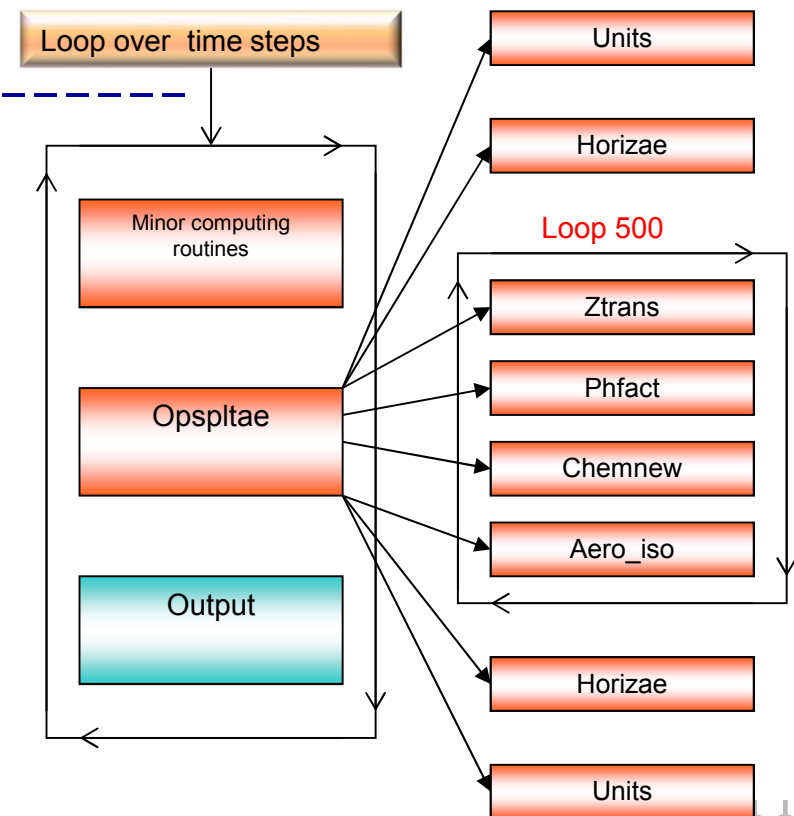 Loop over time steps
Minor computing
routines
Opspltae
Output
Units
Horizae
Loop 500
Ztrans
Phfact
Chemnew
Aero_iso
Horizae
Units